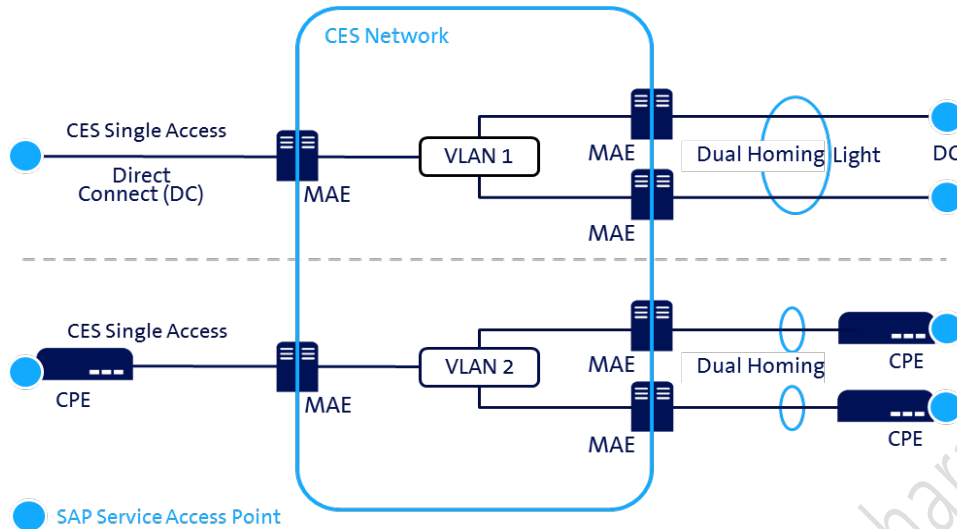 CES Network
CES Single Access
Direct
Connect (DC)
MAE
VLAN 1
MAE
Dual Homing Light
DC
MAE
CES Single Access
CPE
MAE
VLAN 2
MAE
Dual Homing
CPE
MAE
CPE
SAP Service Access Point